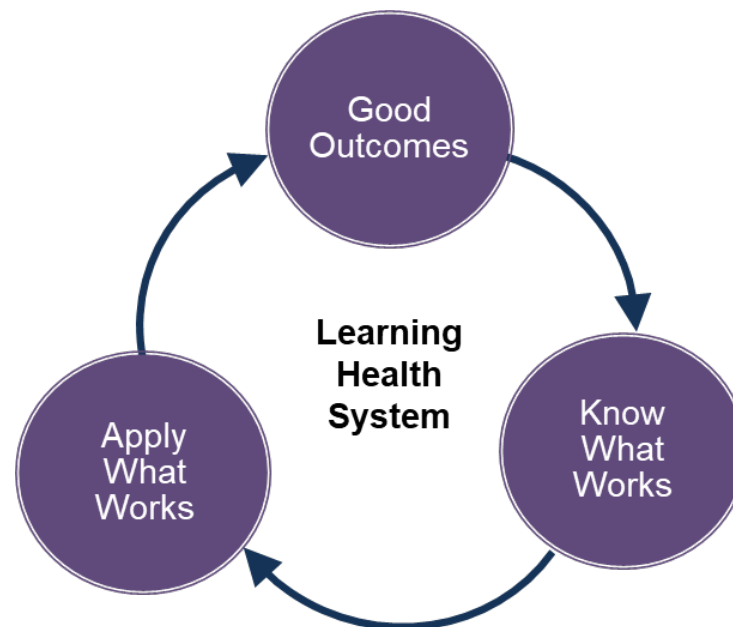 Good
Outcomes
Learning
Health
System
Know
What
Works
Apply
What
Works